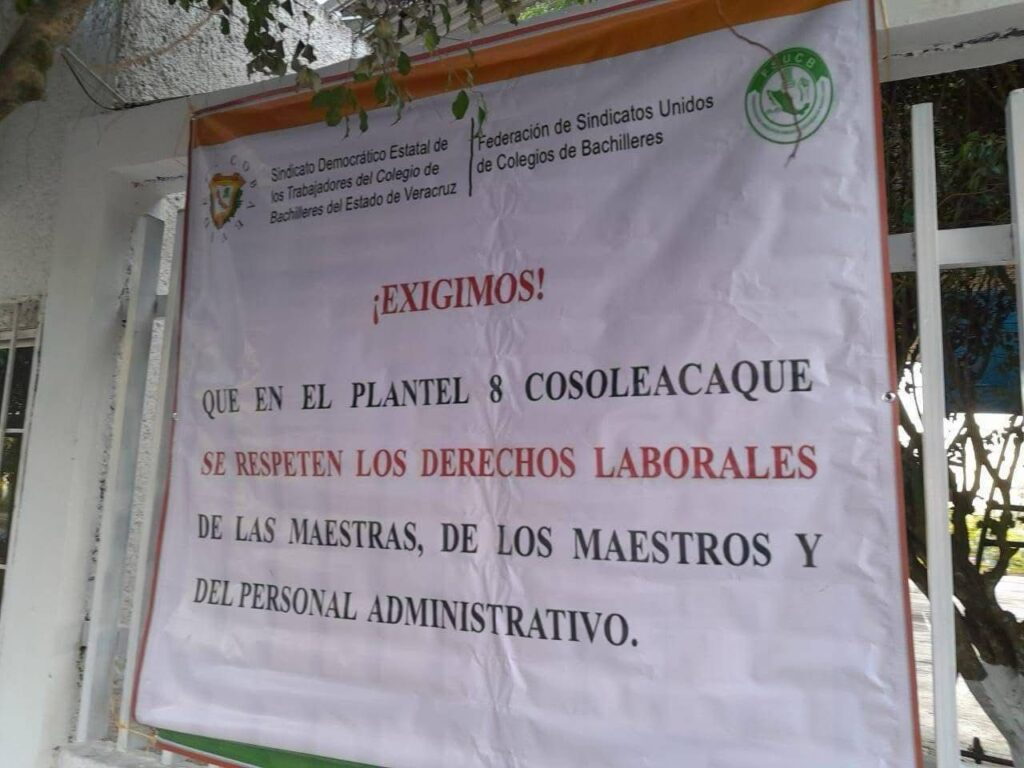 Sindicato Democrático Estatal de
los Trabajadores del Colegio de
Bachilleres del Estado de Veracruz
Federación de Sindicatos Unidos
de Colegios de Bachilleres
FSUCB
¡EXIGIMOS!
QUE EN EL PLANTEL 8 COSOLEACAQUE
SE RESPETEN LOS DERECHOS LABORALES
DE LAS MAESTRAS, DE LOS MAESTROS Y
DEL PERSONAL ADMINISTRATIVO.